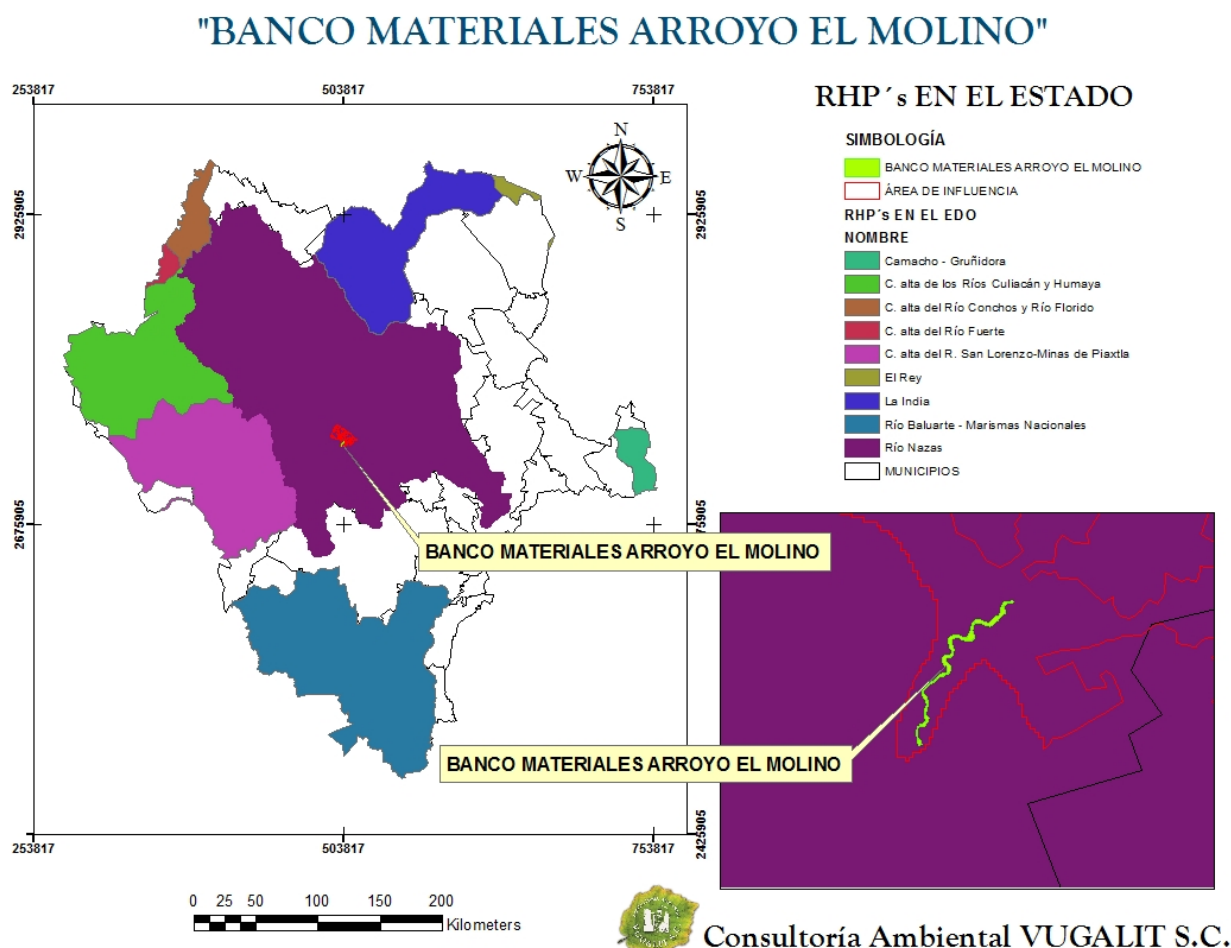 "BANCO MATERIALES ARROYO EL MOLINO"
253817
503817
753817
RHP´s EN EL ESTADO
SIMBOLOGÍA
BANCO MATERIALES ARROYO EL MOLINO
ÁREA DE INFLUENCIA
RHP's EN EL EDO
NOMBRE
Camacho - Gruñidora
C. alta de los Ríos Culiacán y Humaya
C. alta del Río Conchos y Río Florido
C. alta del Río Fuerte
C. alta del R. San Lorenzo-Minas de Piaxtla
El Rey
La India
Río Baluarte - Marismas Nacionales
Río Nazas
MUNICIPIOS
N
W E
S
2925905
2925905
2675905
75905
BANCO MATERIALES ARROYO EL MOLINO
BANCO MATERIALES ARROYO EL MOLINO
2425905
253817
503817
753817
0 25 50 100 150 200
Kilometers
Consultoría Ambiental VUGALIT S.C.